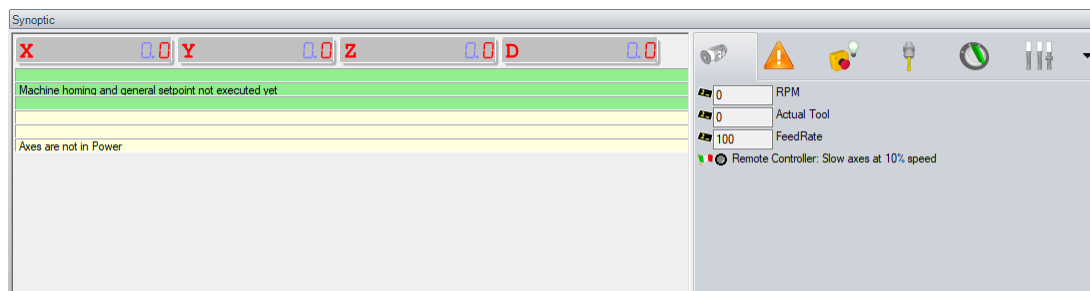 Synoptic
X 0.0 Y 0.0 Z 0.0 D 0.0
Machine homing and general setpoint not executed yet
Axes are not in Power
0 RPM
0 Actual Tool
100 FeedRate
Remote Controller: Slow axes at 10% speed